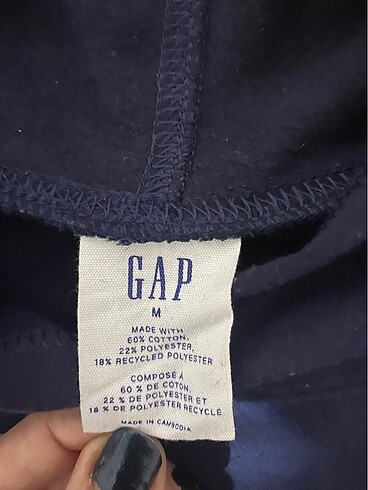 GAP
M
MADE WITH
60% COTTON,
22% POLYESTER,
18% RECYCLED POLYESTER
COMPOSÉ À
60 % DE COTON,
22 % DE POLYESTER ET
18 % DE POLYESTER RECYCLÉ
MADE IN CAMBODIA